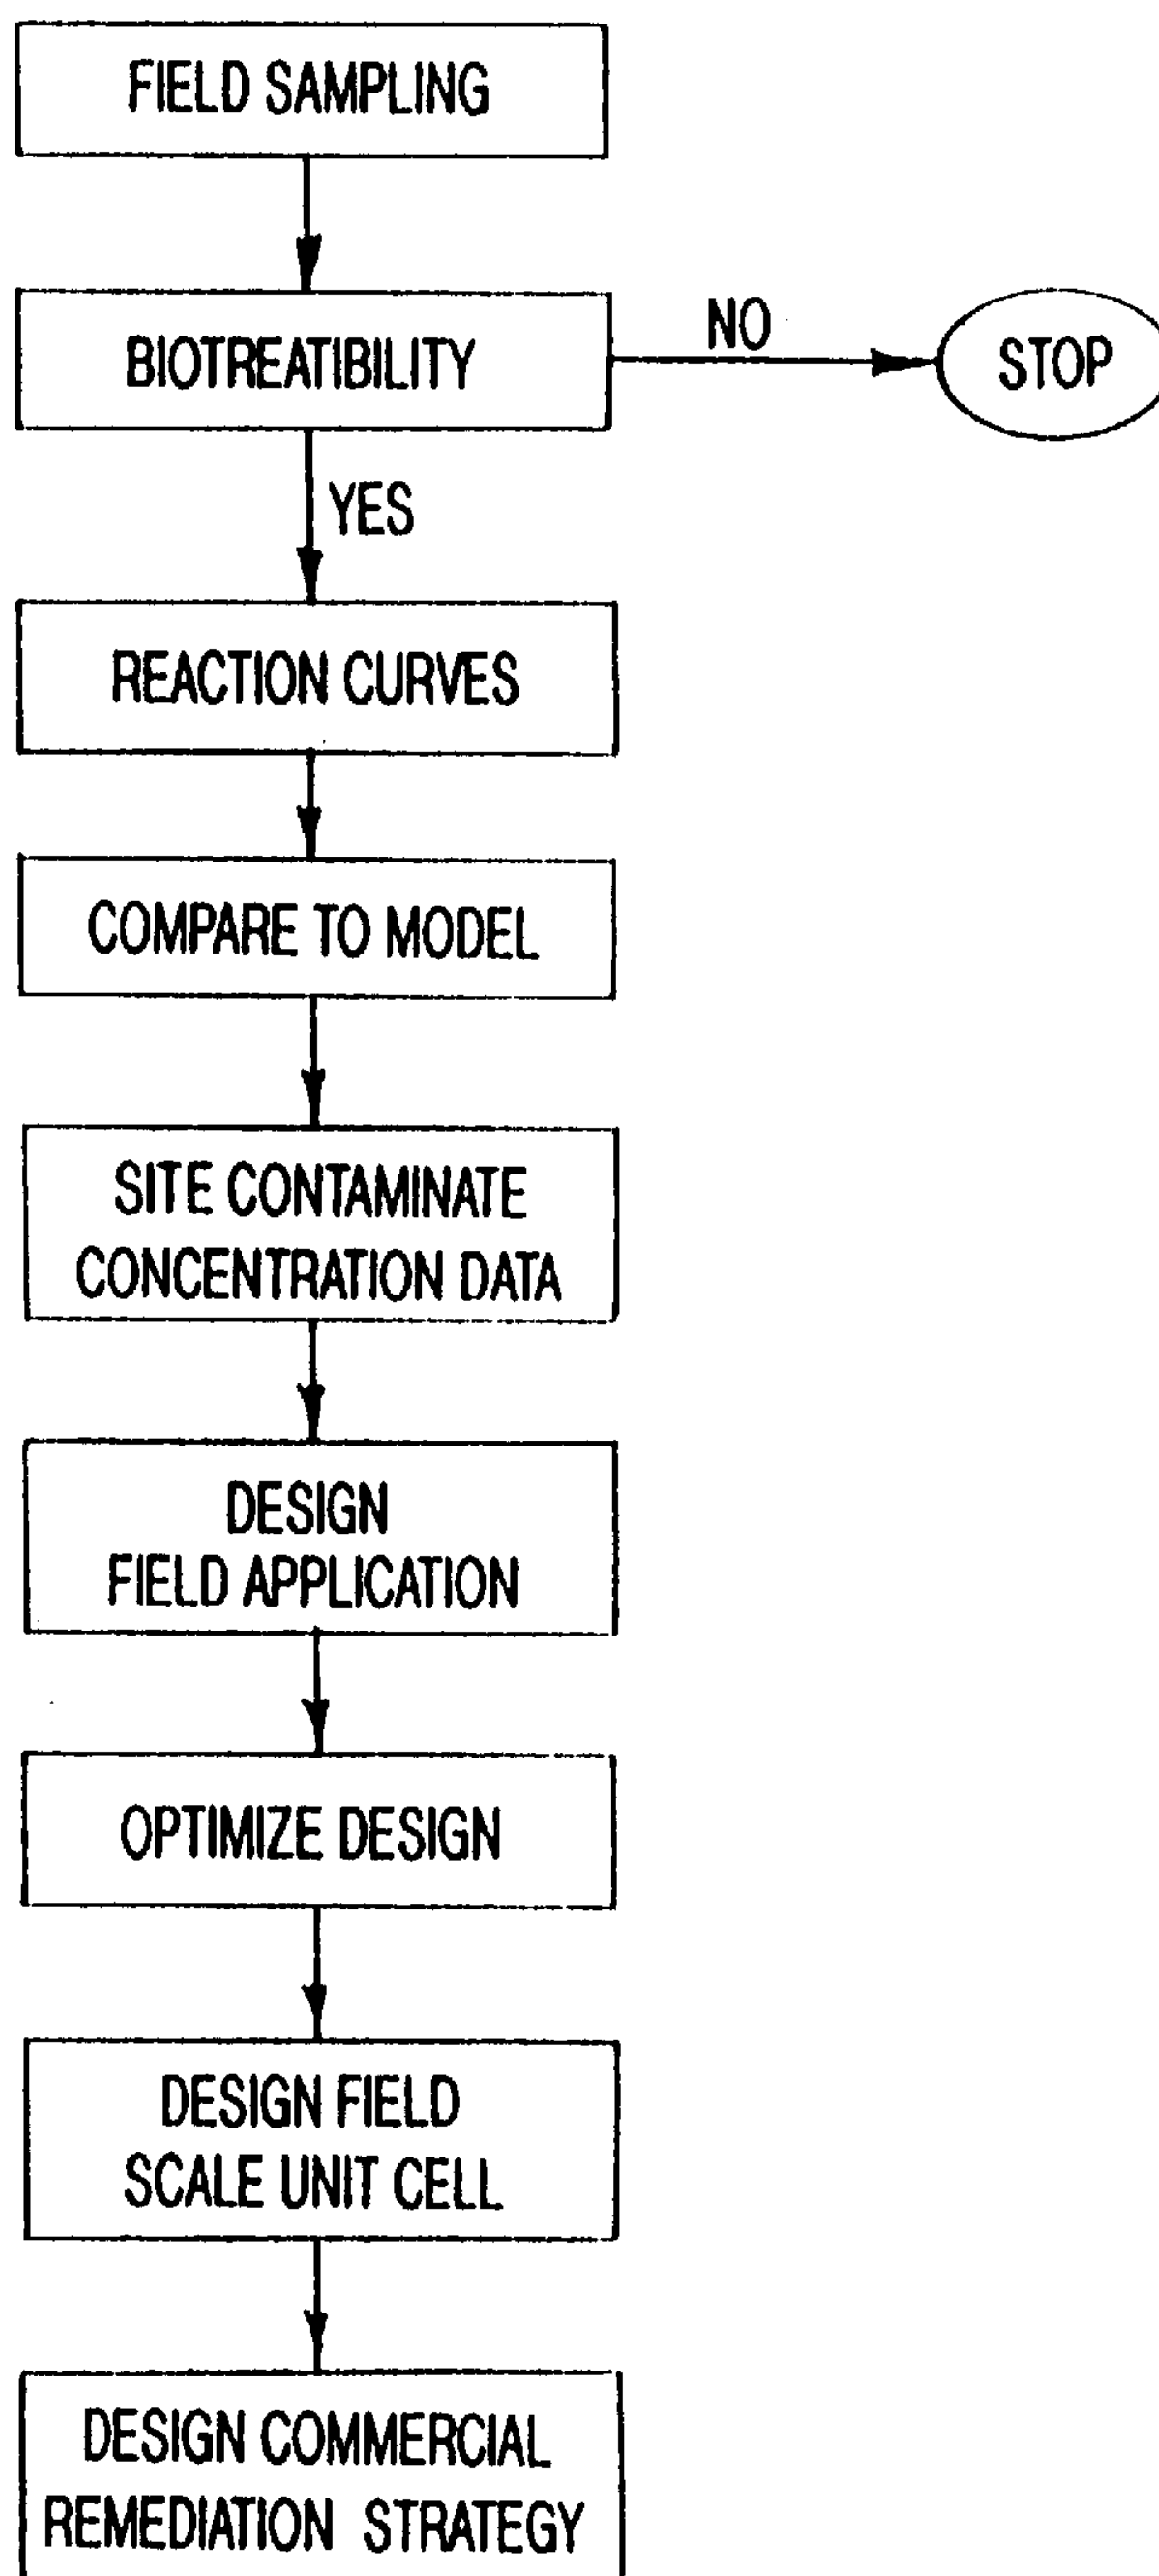 FIELD SAMPLING
BIOTREATIBILITY
NO
STOP
YES
REACTION CURVES
COMPARE TO MODEL
SITE CONTAMINATE
CONCENTRATION DATA
DESIGN
FIELD APPLICATION
OPTIMIZE DESIGN
DESIGN FIELD
SCALE UNIT CELL
DESIGN COMMERCIAL
REMEDIATION STRATEGY